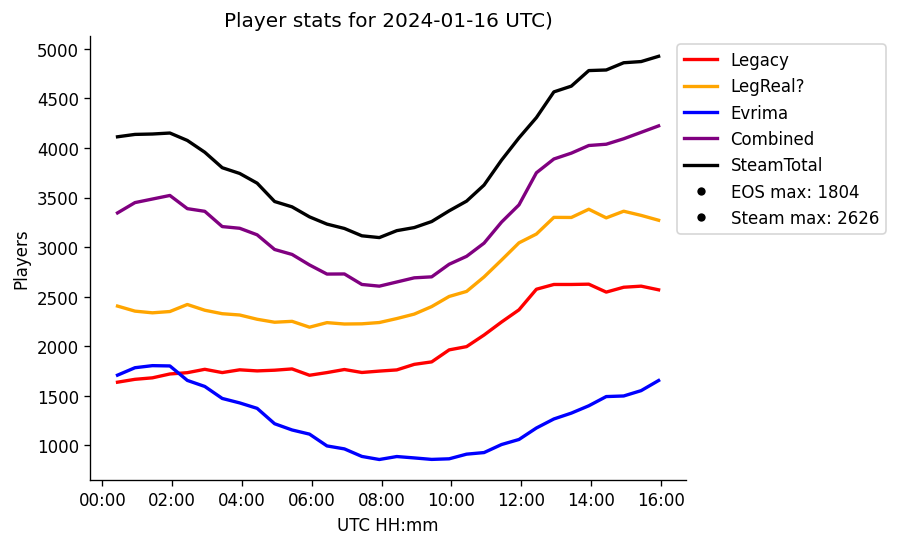 Player stats for 2024-01-16 UTC)
Players
5000
4500
4000
3500
3000
2500
2000
1500
1000
00:00 02:00 04:00 06:00 08:00 10:00 12:00 14:00 16:00
UTC HH:mm
Legacy
LegReal?
Evrima
Combined
SteamTotal
EOS max: 1804
Steam max: 2626